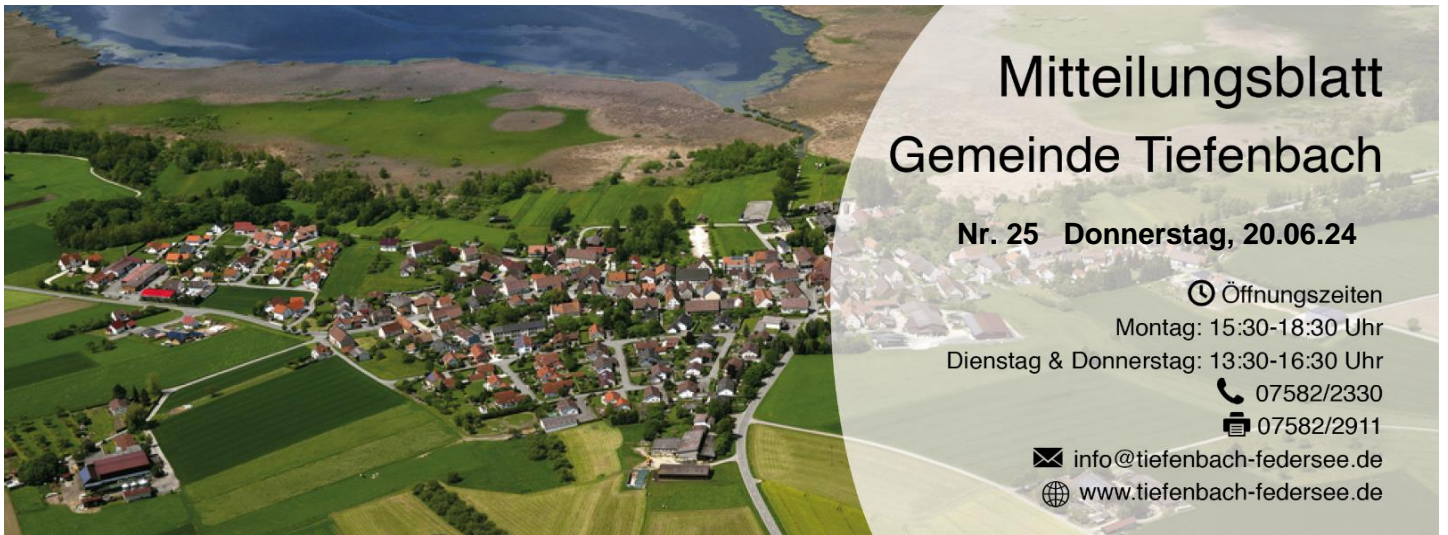 Mitteilungsblatt
Gemeinde Tiefenbach
Nr. 25 Donnerstag, 20.06.24
Öffnungszeiten
Montag: 15:30-18:30 Uhr
Dienstag & Donnerstag: 13:30-16:30 Uhr
07582/2330
07582/2911
info@tiefenbach-federsee.de
www.tiefenbach-federsee.de